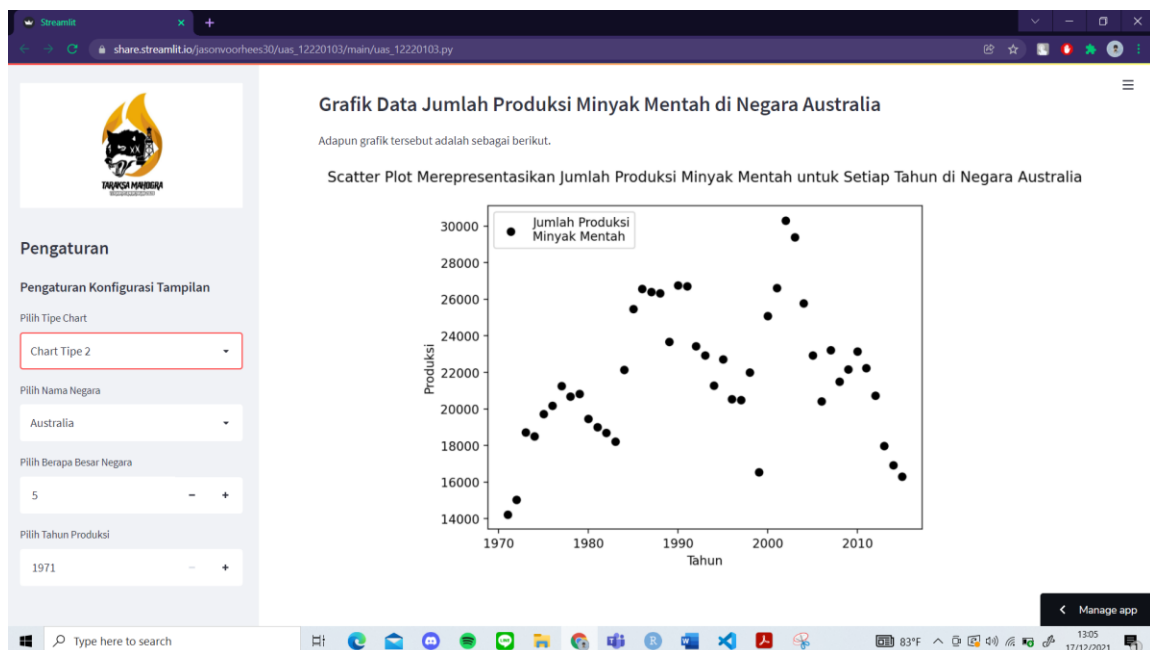 Streamlit
share.streamlit.io/jasonvoorhees30/uas_12220103/main/uas_12220103.py
TARAKSA MAHOGRA
Pengaturan
Pengaturan Konfigurasi Tampilan
Pilih Tipe Chart
Chart Tipe 2
Pilih Nama Negara
Australia
Pilih Berapa Besar Negara
5
Pilih Tahun Produksi
1971
Grafik Data Jumlah Produksi Minyak Mentah di Negara Australia
Adapun grafik tersebut adalah sebagai berikut.
Scatter Plot Merepresentasikan Jumlah Produksi Minyak Mentah untuk Setiap Tahun di Negara Australia
Jumlah Produksi
Minyak Mentah
30000
28000
26000
24000
22000
20000
18000
16000
14000
Produksi
1970 1980 1990 2000 2010
Tahun
Manage app
Type here to search
83°F
13:05
17/12/2021